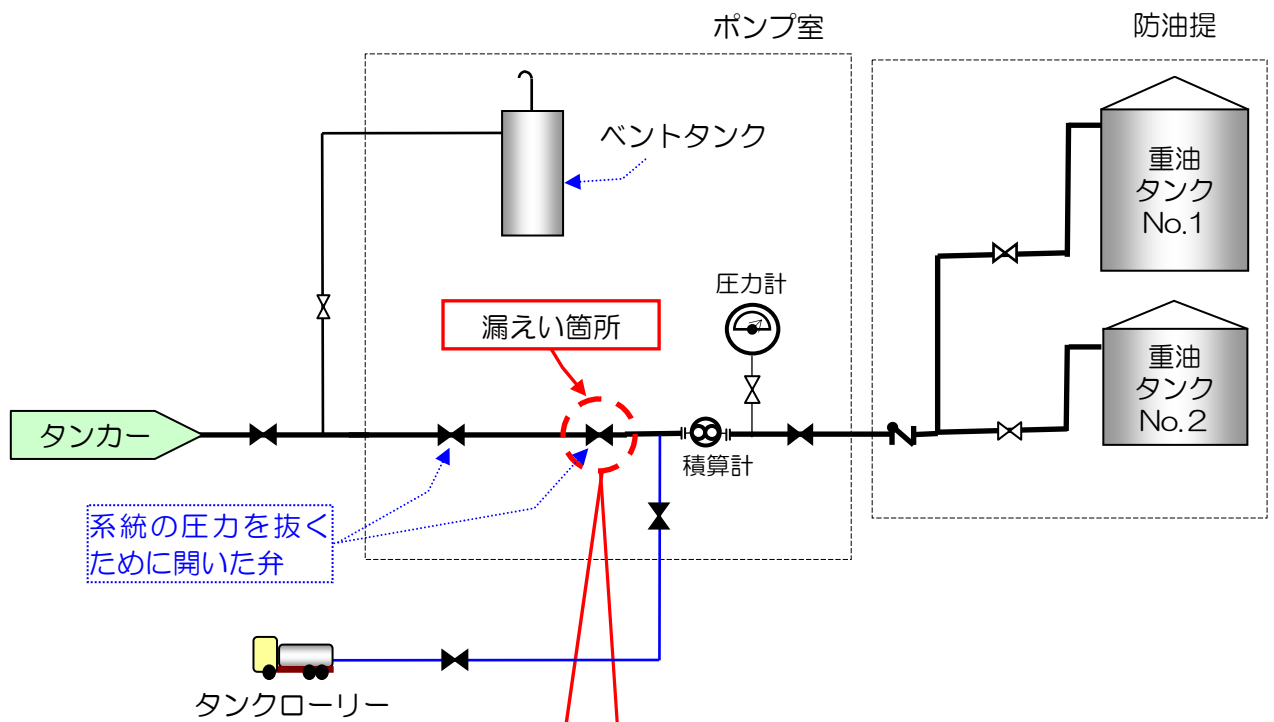 ポンプ室
防油提
ベントタンク
重油
タンク
No.1
圧力計
漏えい箇所
重油
タンク
No.2
タンカー
積算計
系統の圧力を抜く
ために開いた弁
タンクローリー